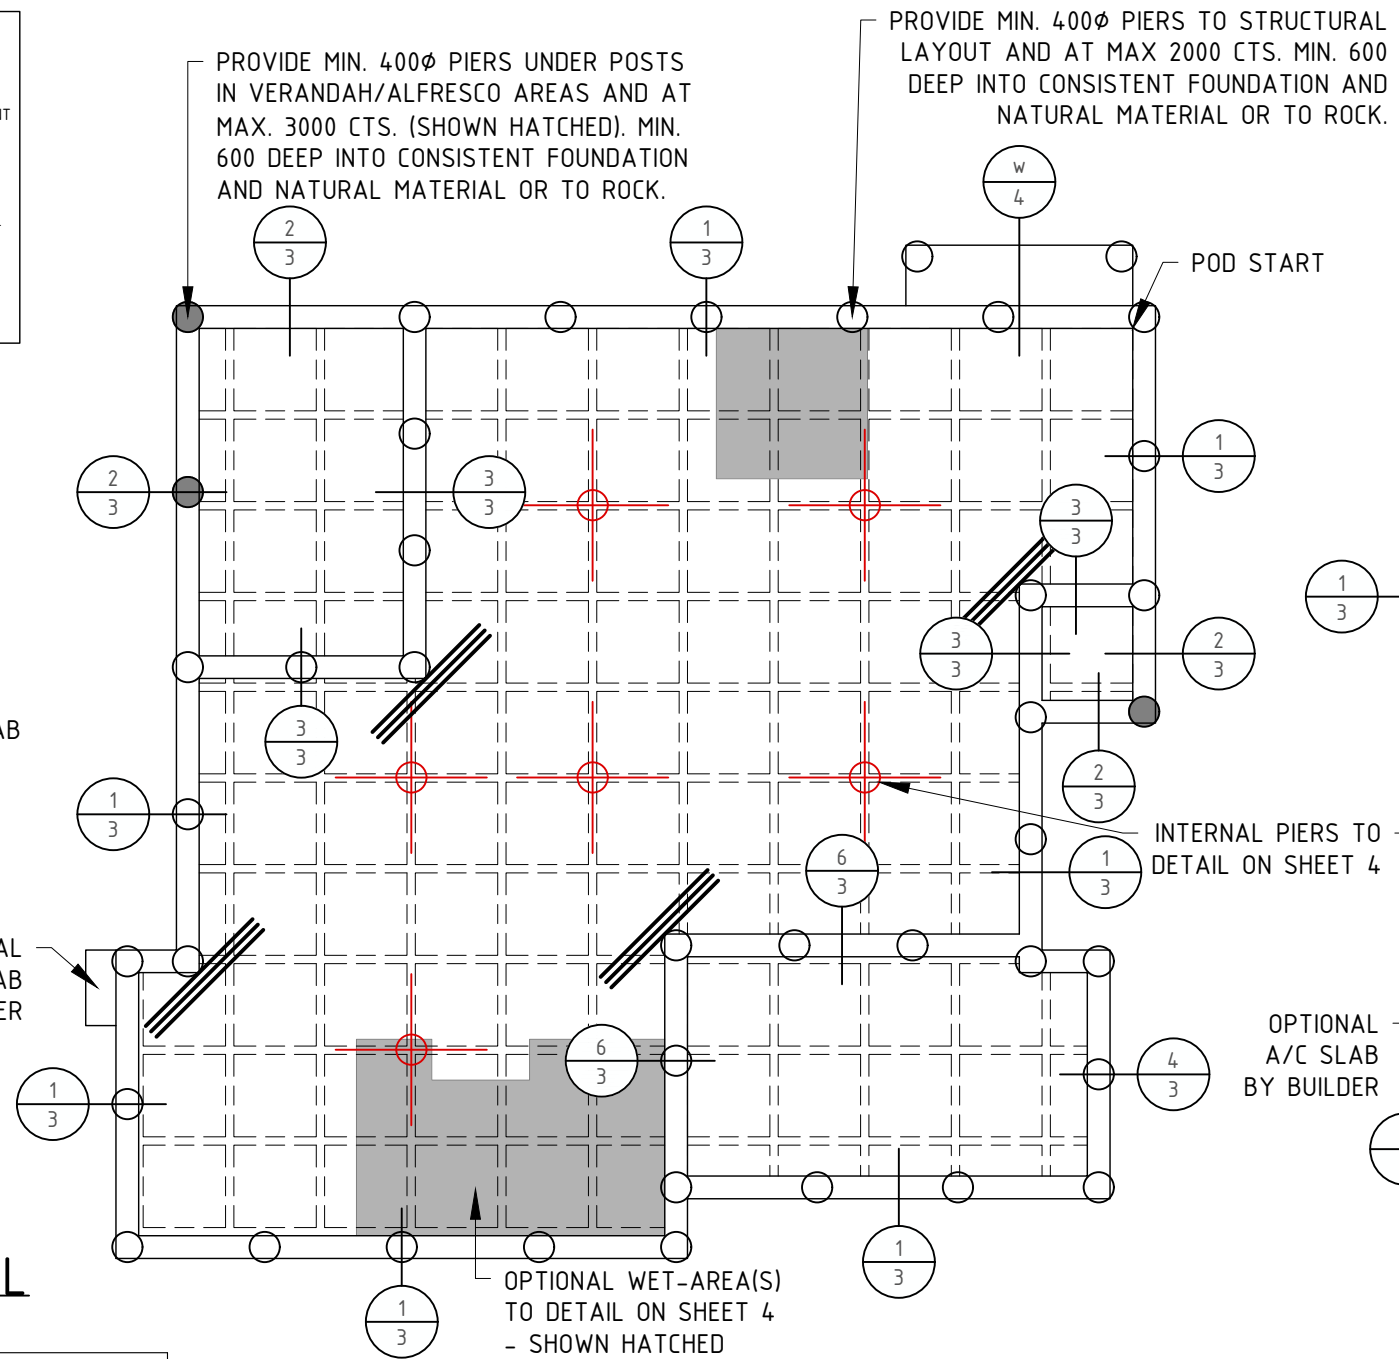 PROVIDE MIN. 400Ø PIERS UNDER POSTS
IN VERANDAH/ALFRESCO AREAS AND AT
MAX. 3000 CTS. (SHOWN HATCHED). MIN.
600 DEEP INTO CONSISTENT FOUNDATION
AND NATURAL MATERIAL OR TO ROCK.
PROVIDE MIN. 400Ø PIERS TO STRUCTURAL
LAYOUT AND AT MAX 2000 CTS. MIN. 600
DEEP INTO CONSISTENT FOUNDATION AND
NATURAL MATERIAL OR TO ROCK.
W
4
2
3
1
3
POD START
2
3
3
3
1
3
3
3
1
3
3
3
2
3
3
3
2
3
1
3
6
3
1
3
INTERNAL PIERS TO
DETAIL ON SHEET 4
AB
AL
AB
ER
6
3
4
3
1
3
OPTIONAL
A/C SLAB
BY BUILDER
1
3
1
3
OPTIONAL WET-AREA(S)
TO DETAIL ON SHEET 4
- SHOWN HATCHED
L